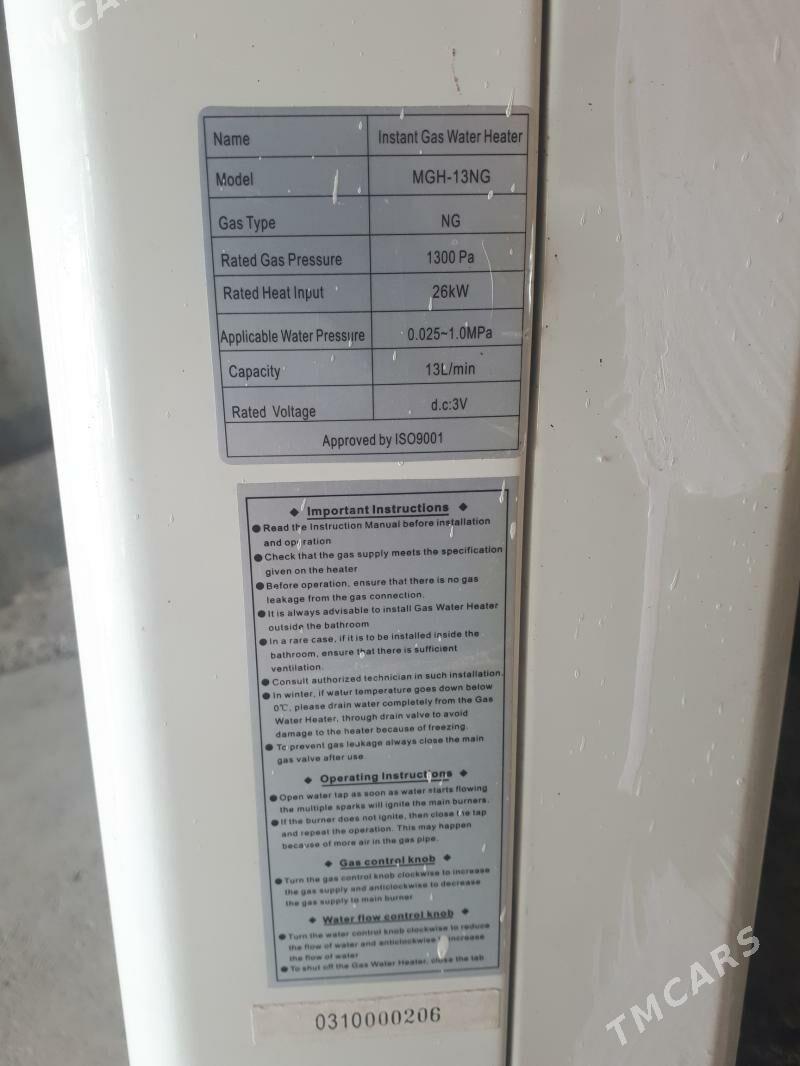 TMCARS
Name Instant Gas Water Heater
Model MGH-13NG
Gas Type NG
Rated Gas Pressure 1300 Pa
Rated Heat Input 26kW
Applicable Water Pressure 0.025~1.0MPa
Capacity 13L/min
Rated Voltage d.c:3V
Approved by ISO9001
◆ Important Instructions ◆
● Read the Instruction Manual before installation
and operation
● Check that the gas supply meets the specification
given on the heater
● Before operation, ensure that there is no gas
leakage from the gas connection.
● It is always advisable to install Gas Water Heater
outside the bathroom
● In a rare case, if it is to be installed inside the
bathroom, ensure that there is sufficient
ventilation.
● Consult authorized technician in such installation.
● In winter, if water temperature goes down below
0℃, please drain water completely from the Gas
Water Heater, through drain valve to avoid
damage to the heater because of freezing.
● To prevent gas leukage always close the main
gas valve after use.
◆ Operating Instructions ◆
● Open water tap as soon as water starts flowing
the multiple sparks will ignite the main burners.
● If the burner does not ignite, then close the tap
and repeat the operation. This may happen
because of more air in the gas pipe.
◆ Gas control knob ◆
● Turn the gas control knob clockwise to increase
the gas supply and anticlockwise to decrease
the gas supply to main burner
◆ Water flow control knob ◆
● Turn the water control knob clockwise to reduce
the flow of water and anticlockwise to increase
the flow of water
● To shut off the Gas Water Heater, close the tab
0310000206
TMCARS